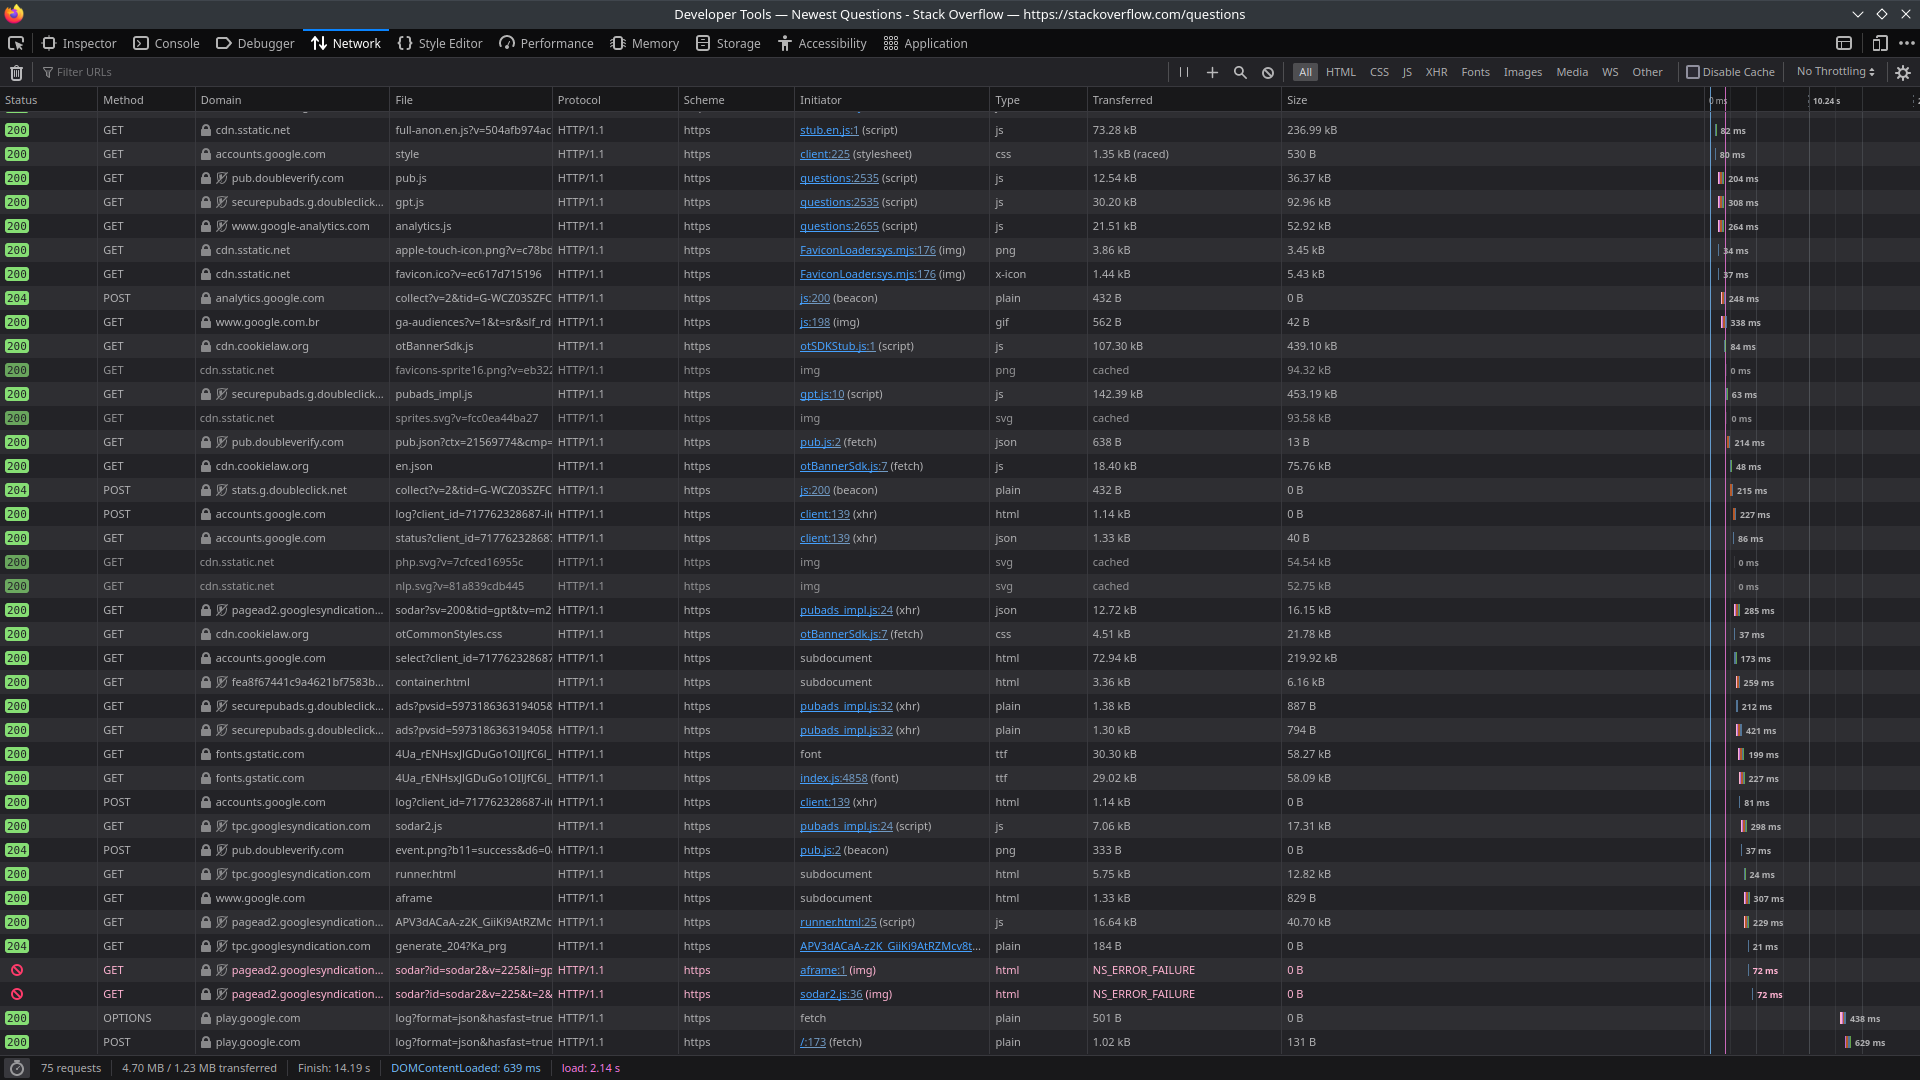 Developer Tools — Newest Questions - Stack Overflow — https://stackoverflow.com/questions
Inspector Console Debugger Network Style Editor Performance Memory Storage Accessibility Application
Filter URLs All HTML CSS JS XHR Fonts Images Media WS Other Disable Cache No Throttling
Status Method Domain File Protocol Scheme Initiator Type Transferred Size 0 ms 10.24 s
200 GET cdn.sstatic.net full-anon.en.js?v=504afb974ac HTTP/1.1 https stub.en.js:1 (script) js 73.28 kB 236.99 kB 82 ms
200 GET accounts.google.com style HTTP/1.1 https client:225 (stylesheet) css 1.35 kB (raced) 530 B 80 ms
200 GET pub.doubleverify.com pub.js HTTP/1.1 https questions:2535 (script) js 12.54 kB 36.37 kB 204 ms
200 GET securepubads.g.doubleclick... gpt.js HTTP/1.1 https questions:2535 (script) js 30.20 kB 92.96 kB 308 ms
200 GET www.google-analytics.com analytics.js HTTP/1.1 https questions:2655 (script) js 21.51 kB 52.92 kB 264 ms
200 GET cdn.sstatic.net apple-touch-icon.png?v=c78bd HTTP/1.1 https FaviconLoader.sys.mjs:176 (img) png 3.86 kB 3.45 kB 34 ms
200 GET cdn.sstatic.net favicon.ico?v=ec617d715196 HTTP/1.1 https FaviconLoader.sys.mjs:176 (img) x-icon 1.44 kB 5.43 kB 37 ms
204 POST analytics.google.com collect?v=2&tid=G-WCZ03SZFC HTTP/1.1 https js:200 (beacon) plain 432 B 0 B 248 ms
200 GET www.google.com.br ga-audiences?v=1&t=sr&slf_rd HTTP/1.1 https js:198 (img) gif 562 B 42 B 338 ms
200 GET cdn.cookielaw.org otBannerSdk.js HTTP/1.1 https otSDKStub.js:1 (script) js 107.30 kB 439.10 kB 84 ms
200 GET cdn.sstatic.net favicons-sprite16.png?v=eb322 HTTP/1.1 https img png cached 94.32 kB 0 ms
200 GET securepubads.g.doubleclick... pubads_impl.js HTTP/1.1 https gpt.js:10 (script) js 142.39 kB 453.19 kB 63 ms
200 GET cdn.sstatic.net sprites.svg?v=fcc0ea44ba27 HTTP/1.1 https img svg cached 93.58 kB 0 ms
200 GET pub.doubleverify.com pub.json?ctx=21569774&cmp= HTTP/1.1 https pub.js:2 (fetch) json 638 B 13 B 214 ms
200 GET cdn.cookielaw.org en.json HTTP/1.1 https otBannerSdk.js:7 (fetch) js 18.40 kB 75.76 kB 48 ms
204 POST stats.g.doubleclick.net collect?v=2&tid=G-WCZ03SZFC HTTP/1.1 https js:200 (beacon) plain 432 B 0 B 215 ms
200 POST accounts.google.com log?client_id=717762328687-ilu HTTP/1.1 https client:139 (xhr) html 1.14 kB 0 B 227 ms
200 GET accounts.google.com status?client_id=717762328687 HTTP/1.1 https client:139 (xhr) json 1.33 kB 40 B 86 ms
200 GET cdn.sstatic.net php.svg?v=7cfced16955c HTTP/1.1 https img svg cached 54.54 kB 0 ms
200 GET cdn.sstatic.net nlp.svg?v=81a839cdb445 HTTP/1.1 https img svg cached 52.75 kB 0 ms
200 GET pagead2.googlesyndication... sodar?sv=200&tid=gpt&tv=m2 HTTP/1.1 https pubads_impl.js:24 (xhr) json 12.72 kB 16.15 kB 285 ms
200 GET cdn.cookielaw.org otCommonStyles.css HTTP/1.1 https otBannerSdk.js:7 (fetch) css 4.51 kB 21.78 kB 37 ms
200 GET accounts.google.com select?client_id=717762328687 HTTP/1.1 https subdocument html 72.94 kB 219.92 kB 173 ms
200 GET fea8f67441c9a4621bf7583b... container.html HTTP/1.1 https subdocument html 3.36 kB 6.16 kB 259 ms
200 GET securepubads.g.doubleclick... ads?pvsid=597318636319405& HTTP/1.1 https pubads_impl.js:32 (xhr) plain 1.38 kB 887 B 212 ms
200 GET securepubads.g.doubleclick... ads?pvsid=597318636319405& HTTP/1.1 https pubads_impl.js:32 (xhr) plain 1.30 kB 794 B 421 ms
200 GET fonts.gstatic.com HTTP/1.1 https font ttf 30.30 kB 58.27 kB 199 ms
200 GET fonts.gstatic.com HTTP/1.1 https index.js:4858 (font) ttf 29.02 kB 58.09 kB 227 ms
200 POST accounts.google.com log?client_id=717762328687-ilu HTTP/1.1 https client:139 (xhr) html 1.14 kB 0 B 81 ms
200 GET tpc.googlesyndication.com sodar2.js HTTP/1.1 https pubads_impl.js:24 (script) js 7.06 kB 17.31 kB 298 ms
204 POST pub.doubleverify.com event.png?b11=success&d6=0 HTTP/1.1 https pub.js:2 (beacon) png 333 B 0 B 37 ms
200 GET tpc.googlesyndication.com runner.html HTTP/1.1 https subdocument html 5.75 kB 12.82 kB 24 ms
200 GET www.google.com aframe HTTP/1.1 https subdocument html 1.33 kB 829 B 307 ms
200 GET pagead2.googlesyndication... APV3dACaA-z2K_GiiKi9AtRZMc HTTP/1.1 https runner.html:25 (script) js 16.64 kB 40.70 kB 229 ms
204 GET tpc.googlesyndication.com generate_204?Ka_prg HTTP/1.1 https APV3dACaA-z2K_GiiKi9AtRZMcv8t... plain 184 B 0 B 21 ms
GET pagead2.googlesyndication... sodar?id=sodar2&v=225&li=gp HTTP/1.1 https aframe:1 (img) html NS_ERROR_FAILURE 0 B 72 ms
GET pagead2.googlesyndication... sodar?id=sodar2&v=225&t=2& HTTP/1.1 https sodar2.js:36 (img) html NS_ERROR_FAILURE 0 B 72 ms
200 OPTIONS play.google.com log?format=json&hasfast=true HTTP/1.1 https fetch plain 501 B 0 B 438 ms
200 POST play.google.com log?format=json&hasfast=true HTTP/1.1 https /:173 (fetch) plain 1.02 kB 131 B 629 ms
75 requests 4.70 MB / 1.23 MB transferred Finish: 14.19 s DOMContentLoaded: 639 ms load: 2.14 s